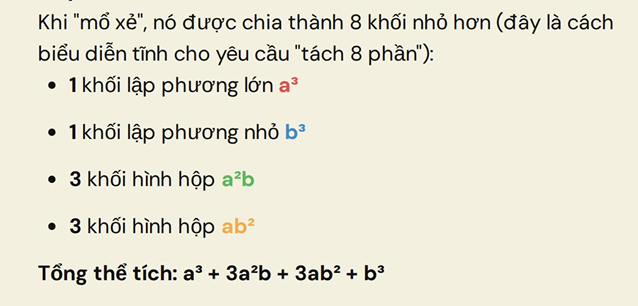 Khi "mổ xẻ", nó được chia thành 8 khối nhỏ hơn (đây là cách
biểu diễn tĩnh cho yêu cầu "tách 8 phần"):
• 1 khối lập phương lớn a³
• 1 khối lập phương nhỏ b³
• 3 khối hình hộp a²b
• 3 khối hình hộp ab²
Tổng thể tích: a³ + 3a²b + 3ab² + b³